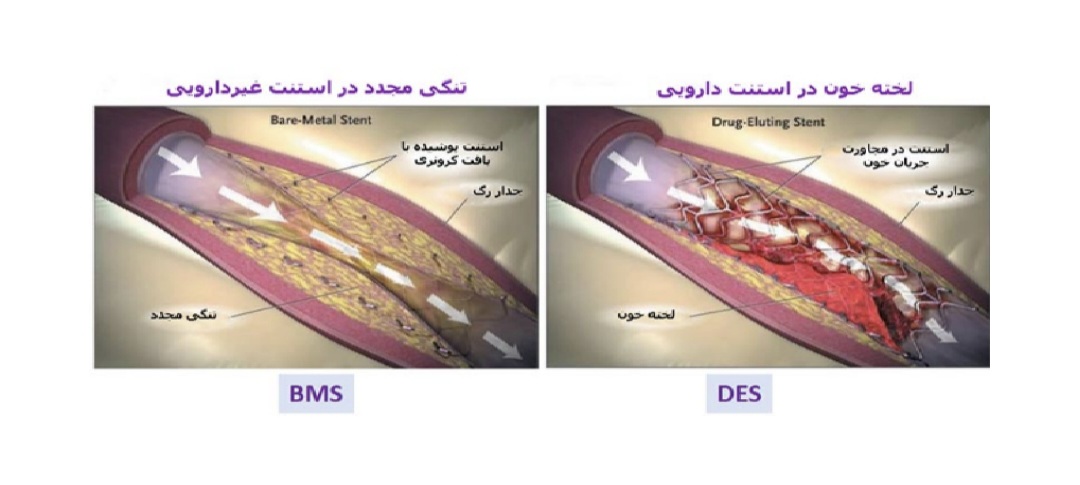 تنگی مجدد در استنت غیردارویی
Bare-Metal Stent
استنت پوشیده با
بافت کرونری
جدار رگ
تنگی مجدد
BMS
لخته خون در استنت دارویی
Drug-Eluting Stent
استنت در مجاورت
جریان خون
جدار رگ
لخته خون
DES